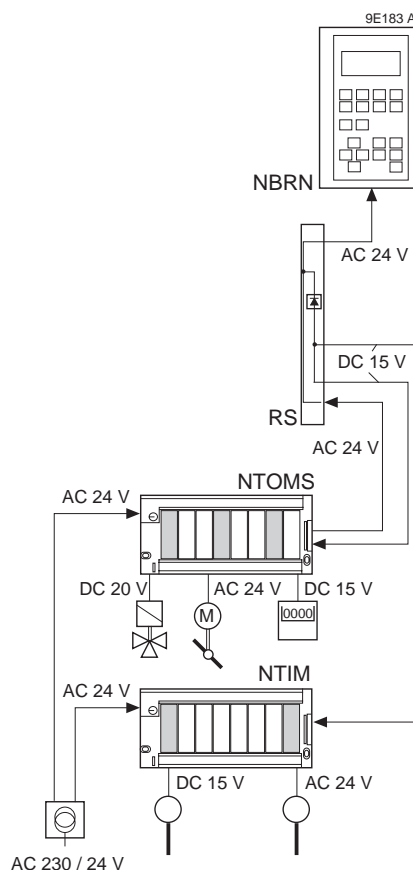 9E183 A
NBRN
AC 24 V
DC 15 V
RS
AC 24 V
NTOMS
AC 24 V
DC 20 V
AC 24 V
DC 15 V
M
0000
NTIM
AC 24 V
DC 15 V
AC 24 V
AC 230 / 24 V